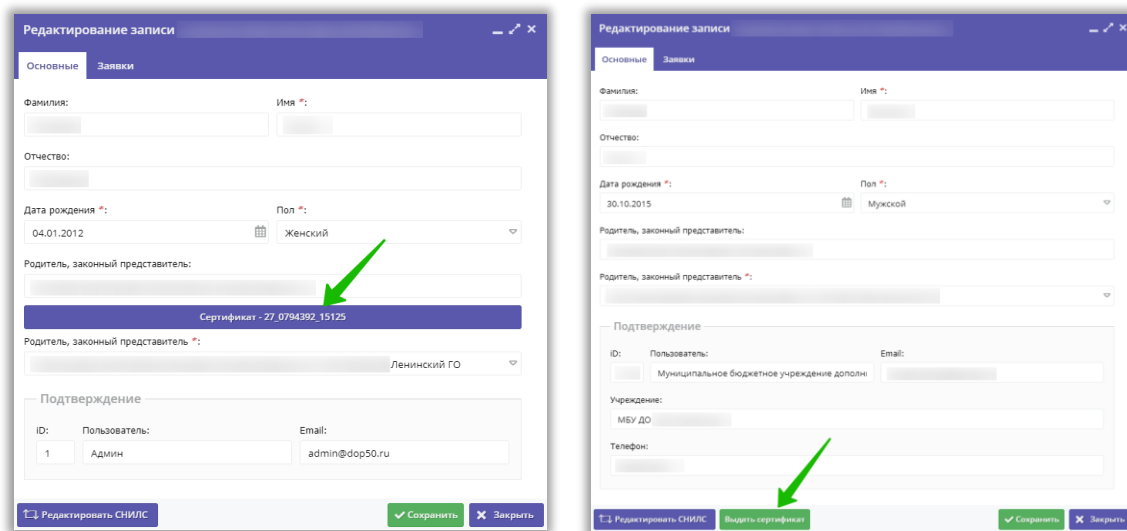 Редактирование записи
Основные Заявки
Фамилия: Имя *:
Отчество:
Дата рождения *: Пол *:
04.01.2012 Женский
Родитель, законный представитель:
Сертификат - 27_0794392_15125
Родитель, законный представитель *:
Ленинский ГО
Подтверждение
iD: Пользователь: Email:
1 Админ admin@dop50.ru
Редактировать СНИЛС Сохранить Закрыть
Редактирование записи
Основные Заявки
Фамилия: Имя *:
Отчество:
Дата рождения *: Пол *:
30.10.2015 Мужской
Родитель, законный представитель:
Родитель, законный представитель *:
Подтверждение
iD: Пользователь: Email:
Муниципальное бюджетное учреждение дополн
Учреждение:
МБУ ДО
Телефон:
Редактировать СНИЛС Выдать сертификат Сохранить Закрыть